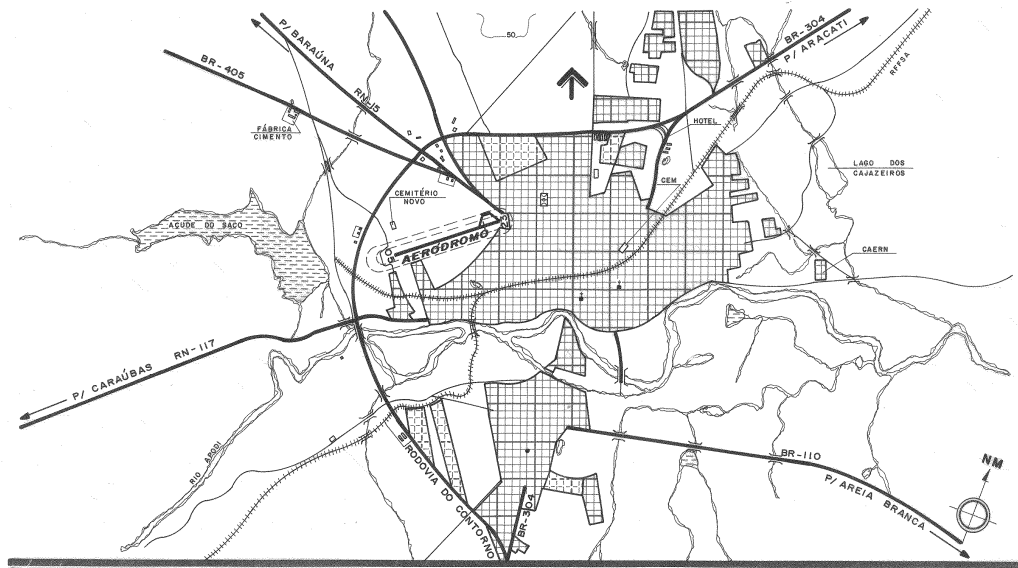 50
BR-304
P/ ARACATI
P/ BARAÚNA
BR-405
RN-15
RFFSA
FÁBRICA
CIMENTO
HOTEL
LAGO DOS
CAJAZEIROS
CEM
CEMITÉRIO
NOVO
AÇUDE DO SACO
AERÓDROMO
CAERN
RN-117
P/ CARAÚBAS
RIO APODI
RODOVIA DO CONTORNO
BR-304
BR-110
P/ AREIA BRANCA
NM